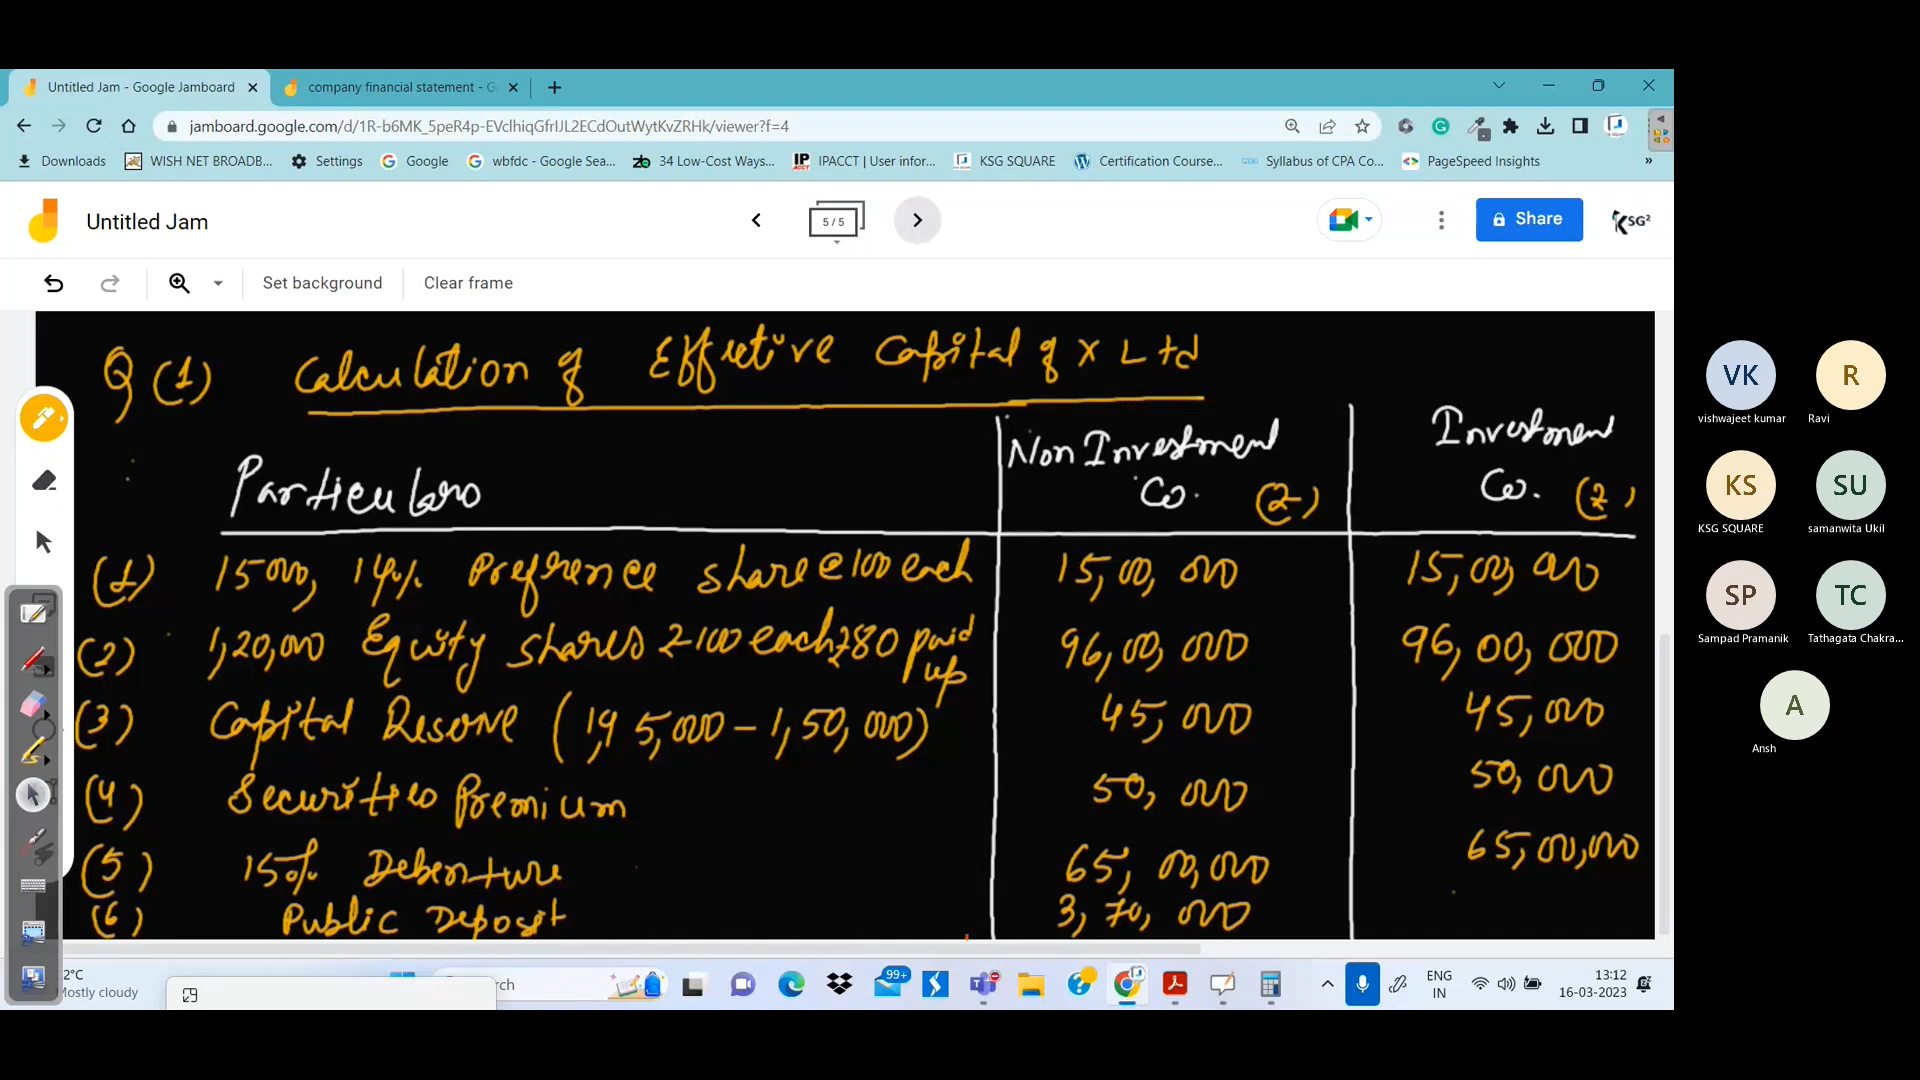 Untitled Jam - Google Jamboard
company financial statement - G
jamboard.google.com/d/1R-b6MK_5peR4p-EVclhiqGfrIJL2ECdOutWytKvZRHk/viewer?f=4
Downloads WISH NET BROADB... Settings Google wbfdc - Google Sea... 34 Low-Cost Ways... IPACCT | User infor... KSG SQUARE Certification Course... Syllabus of CPA Co... PageSpeed Insights »
Untitled Jam
5 / 5
Share
KSG²
Set background
Clear frame
Q (1) Calculation of Effective Capital of X Ltd
Particulars
Non Investment Co. (₹)
Investment Co. (₹)
(1) 15000, 14% Preference share @ 100 each 15,00,000 15,00,000
(2) 1,20,000 Equity shares ₹100 each ₹80 paid up 96,00,000 96,00,000
(3) Capital Reserve (1,95,000 - 1,50,000) 45,000 45,000
(4) Securities Premium 50,000 50,000
(5) 15% Debenture 65,00,000 65,00,000
(6) Public Deposit 3,70,000
VK
vishwajeet kumar
R
Ravi
KS
KSG SQUARE
SU
samanwita Ukil
SP
Sampad Pramanik
TC
Tathagata Chakra...
A
Ansh
2°C
Mostly cloudy
rch
99+
ENG
IN
13:12
16-03-2023